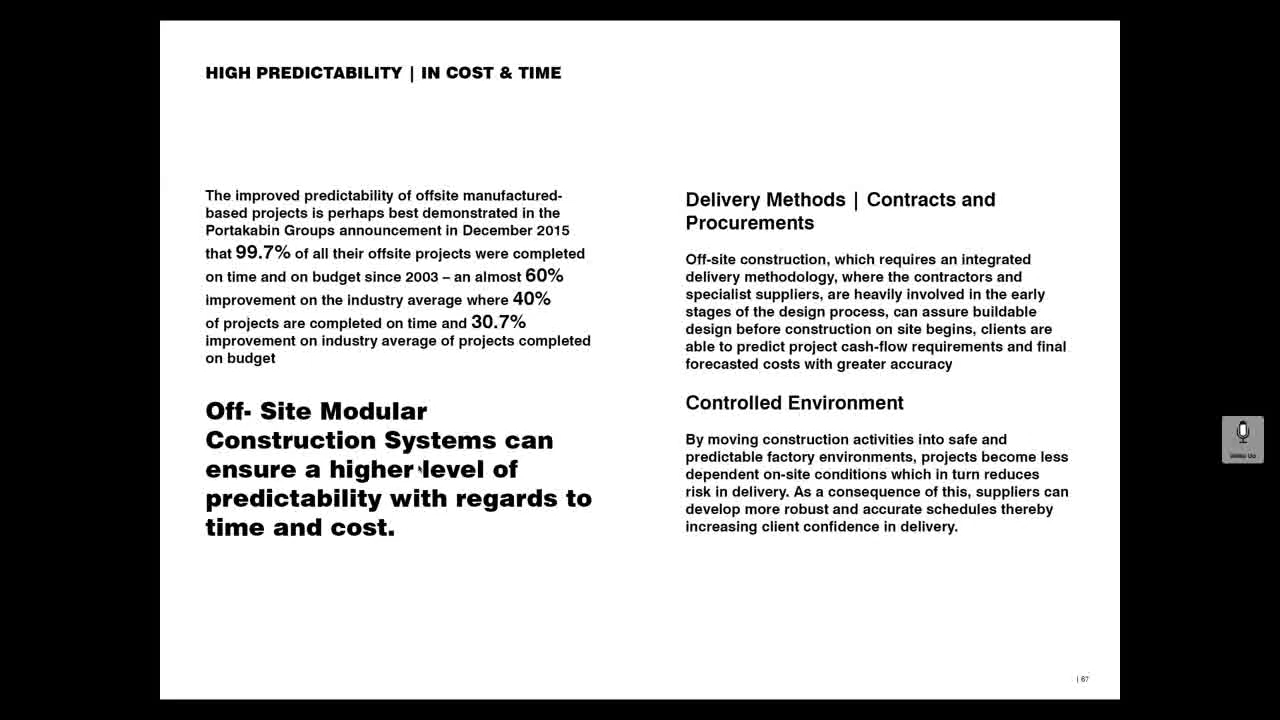 HIGH PREDICTABILITY | IN COST & TIME
The improved predictability of offsite manufactured-
based projects is perhaps best demonstrated in the
Portakabin Groups announcement in December 2015
that 99.7% of all their offsite projects were completed
on time and on budget since 2003 – an almost 60%
improvement on the industry average where 40%
of projects are completed on time and 30.7%
improvement on industry average of projects completed
on budget
Off- Site Modular
Construction Systems can
ensure a higher level of
predictability with regards to
time and cost.
Delivery Methods | Contracts and
Procurements
Off-site construction, which requires an integrated
delivery methodology, where the contractors and
specialist suppliers, are heavily involved in the early
stages of the design process, can assure buildable
design before construction on site begins, clients are
able to predict project cash-flow requirements and final
forecasted costs with greater accuracy
Controlled Environment
By moving construction activities into safe and
predictable factory environments, projects become less
dependent on-site conditions which in turn reduces
risk in delivery. As a consequence of this, suppliers can
develop more robust and accurate schedules thereby
increasing client confidence in delivery.
| 67